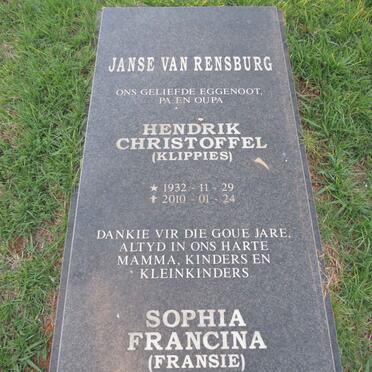 JANSE VAN RENSBURG
ONS GELIEFDE EGGENOOT,
PA EN OUPA
HENDRIK
CHRISTOFFEL
(KLIPPIES)
★ 1932 - 11 - 29
✝ 2010 - 01 - 24
DANKIE VIR DIE GOUE JARE,
ALTYD IN ONS HARTE
MAMMA, KINDERS EN
KLEINKINDERS
SOPHIA
FRANCINA
(FRANSIE)